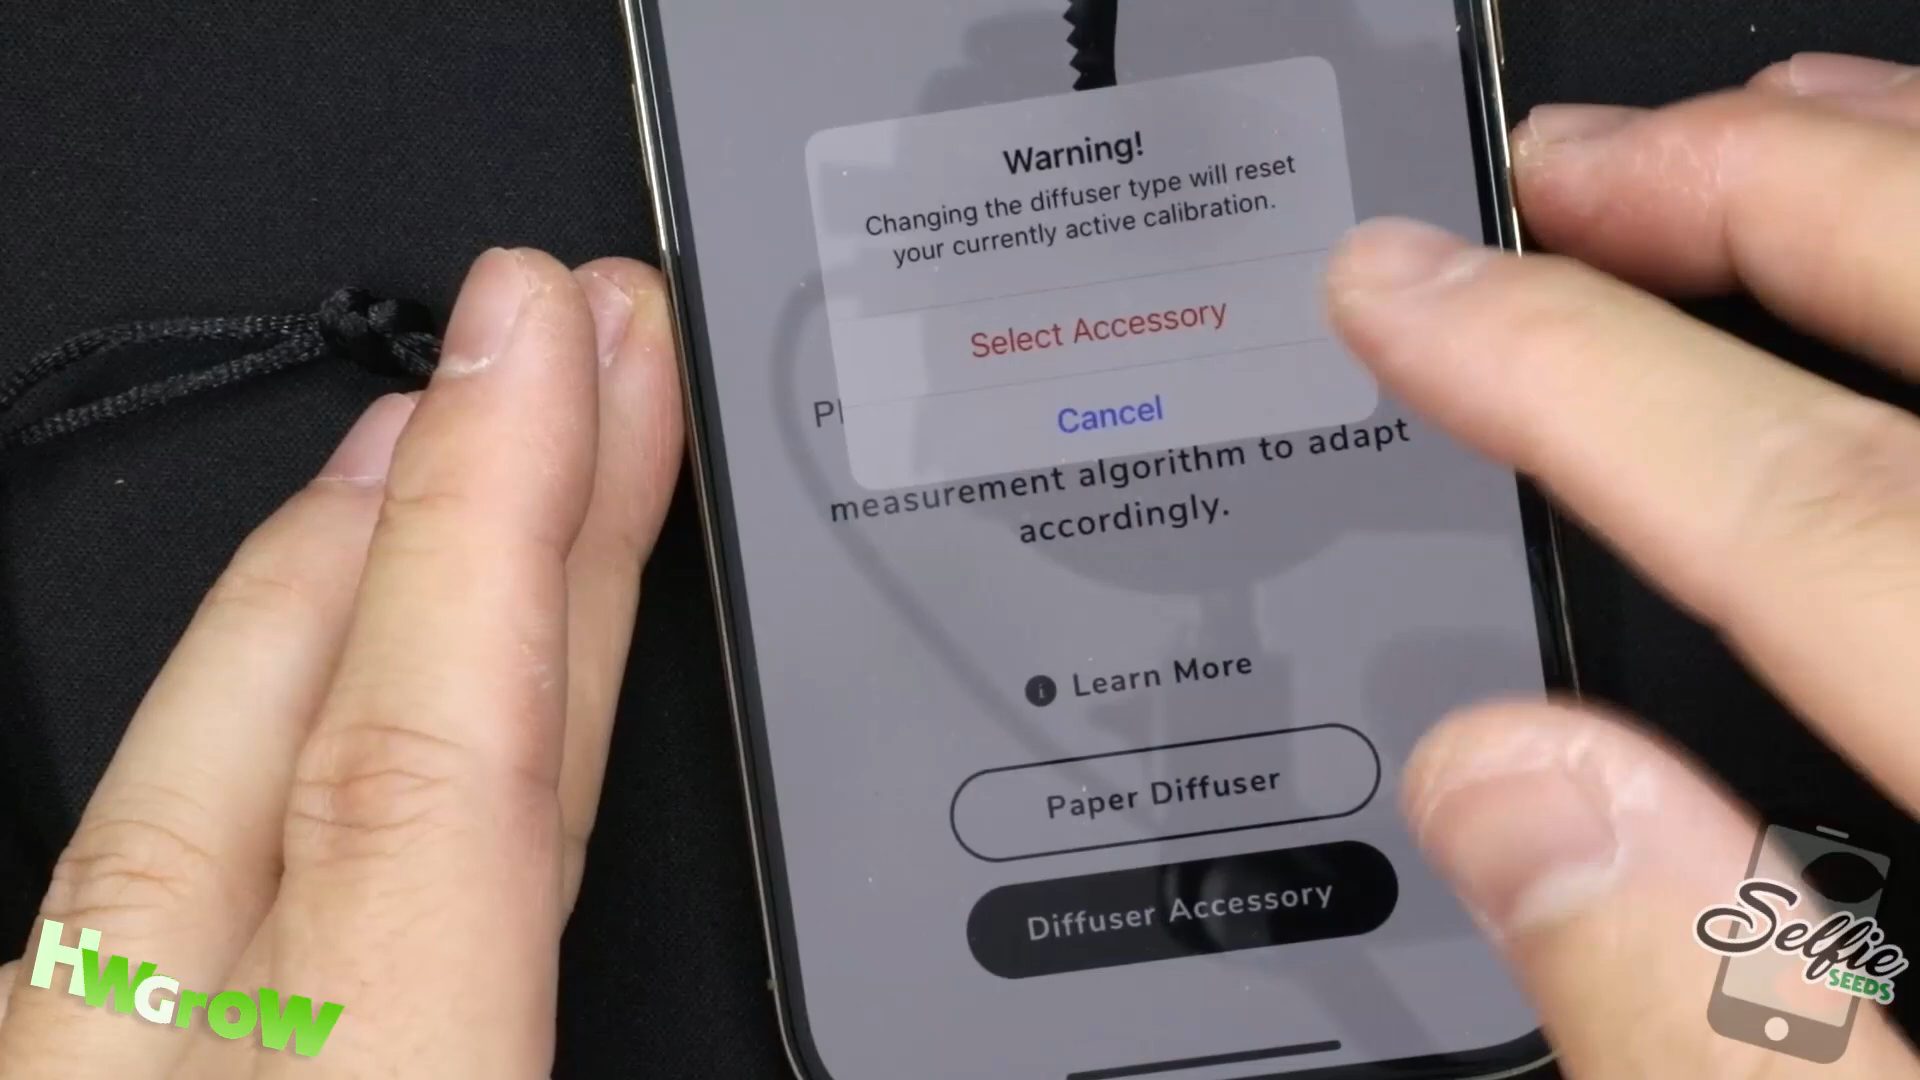 Warning!
Changing the diffuser type will reset
your currently active calibration.
Select Accessory
Cancel
measurement algorithm to adapt
accordingly.
Learn More
Paper Diffuser
Diffuser Accessory
HWGroW
Selfie
SEEDS